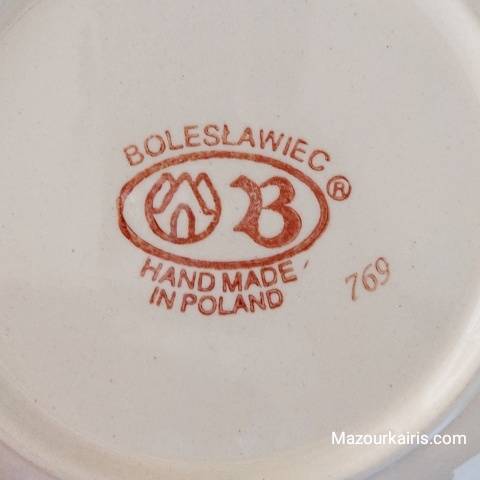 BOLESŁAWIEC
B ®
HAND MADE
IN POLAND
769
Mazourkairis.com